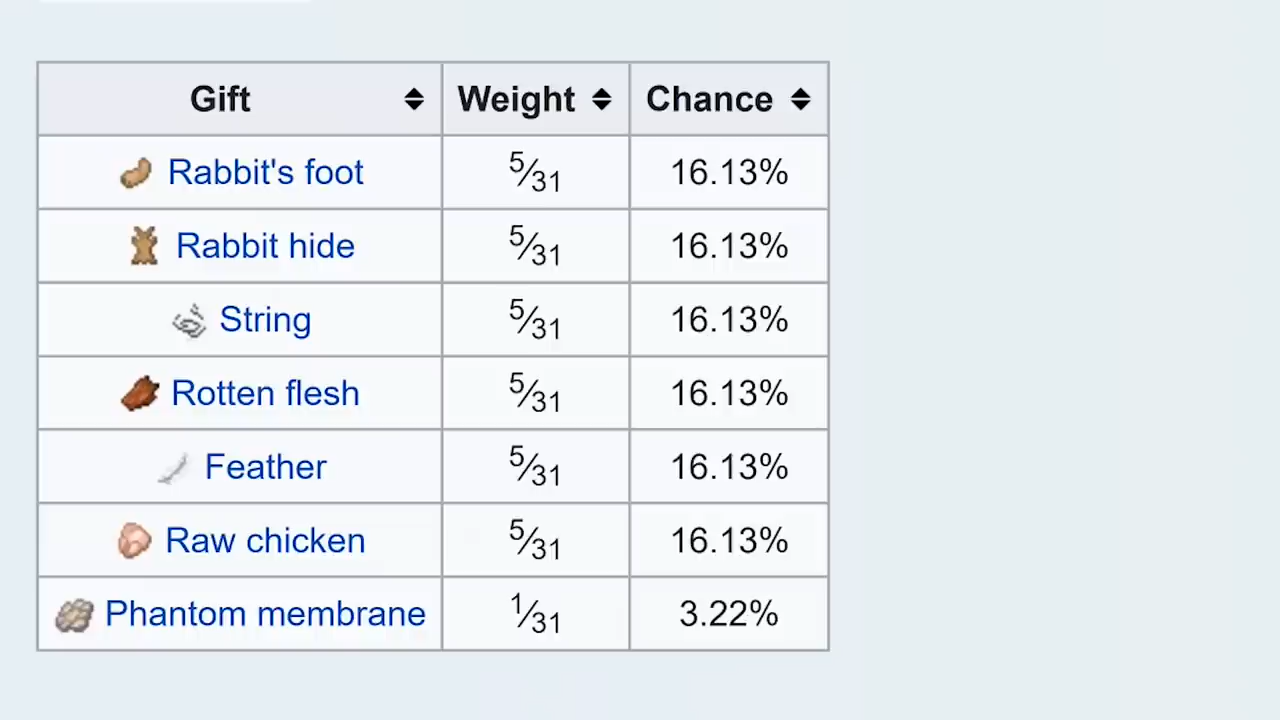 Gift Weight Chance
Rabbit's foot 5⁄31 16.13%
Rabbit hide 5⁄31 16.13%
String 5⁄31 16.13%
Rotten flesh 5⁄31 16.13%
Feather 5⁄31 16.13%
Raw chicken 5⁄31 16.13%
Phantom membrane 1⁄31 3.22%